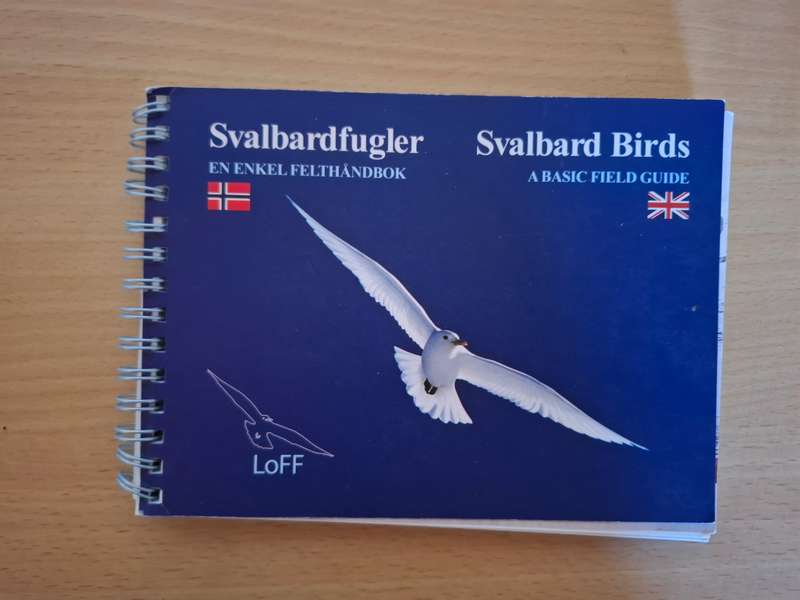 Svalbardfugler
EN ENKEL FELTHÅNDBOK
Svalbard Birds
A BASIC FIELD GUIDE
LoFF